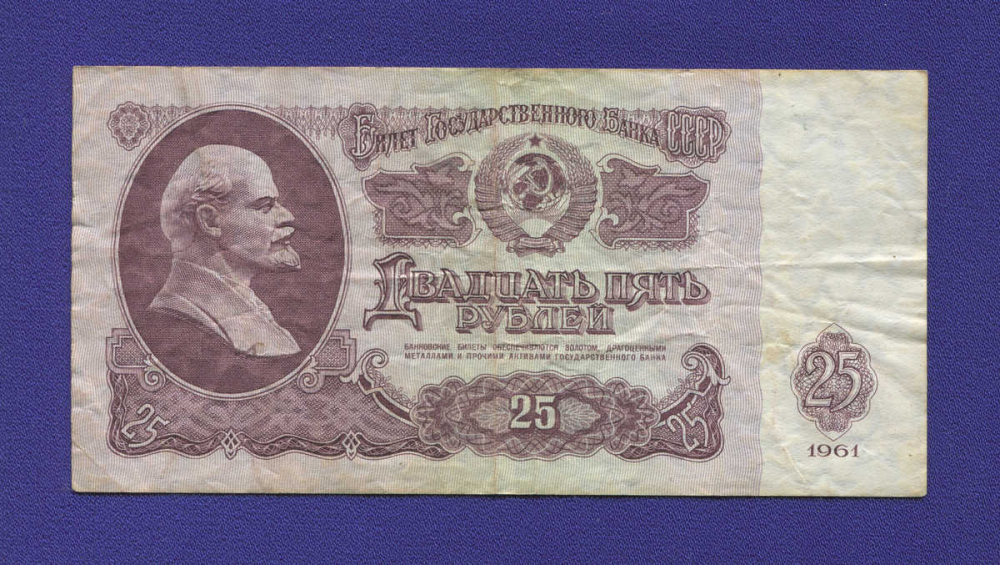 Билет Государственного Банка СССР
Двадцать пять
рублей
БАНКОВСКИЕ БИЛЕТЫ ОБЕСПЕЧИВАЮТСЯ ЗОЛОТОМ, ДРАГОЦЕННЫМИ
МЕТАЛЛАМИ И ПРОЧИМИ АКТИВАМИ ГОСУДАРСТВЕННОГО БАНКА
25
25
25
25
1961